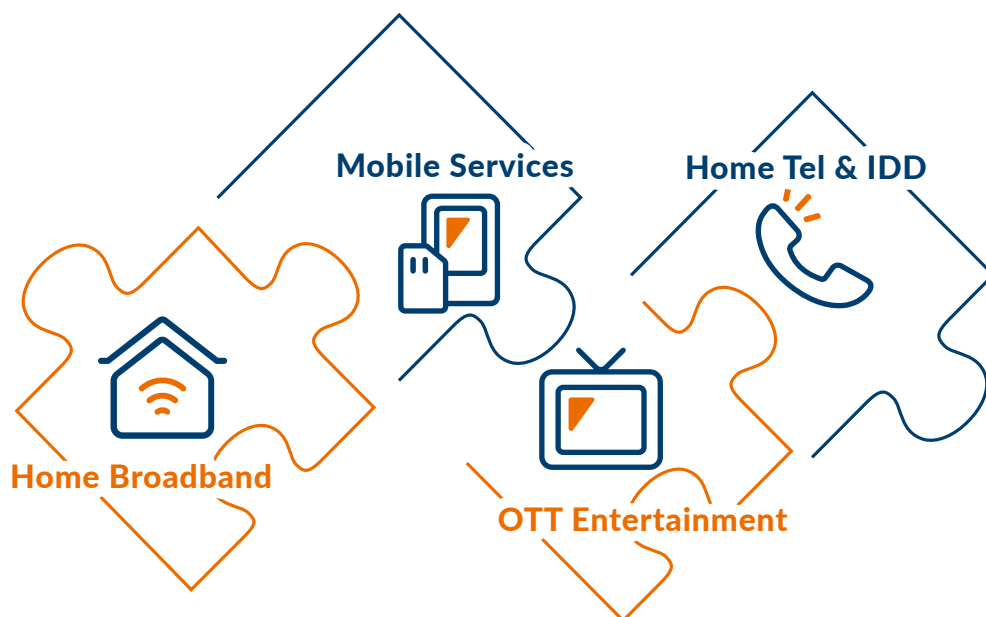 Mobile Services
Home Tel & IDD
Home Broadband
OTT Entertainment